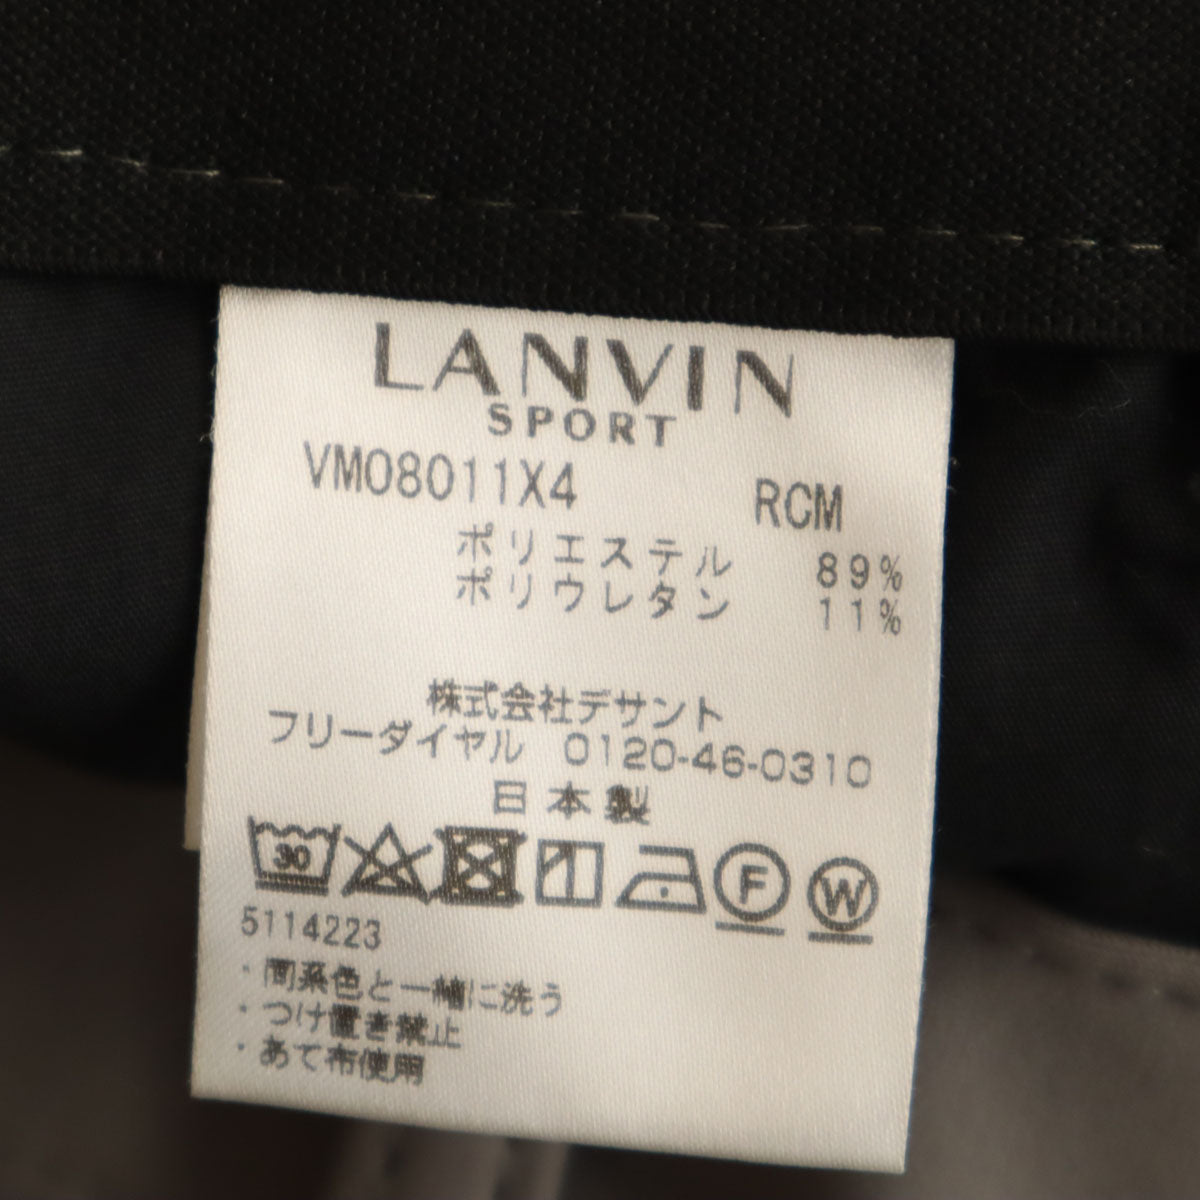 LANVIN
SPORT
VM08011X4 RCM
ポリエステル 89%
ポリウレタン 11%
株式会社デサント
フリーダイヤル 0120-46-0310
日本製
30 F W
5114223
・同系色と一緒に洗う
・つけ置き禁止
・あて布使用